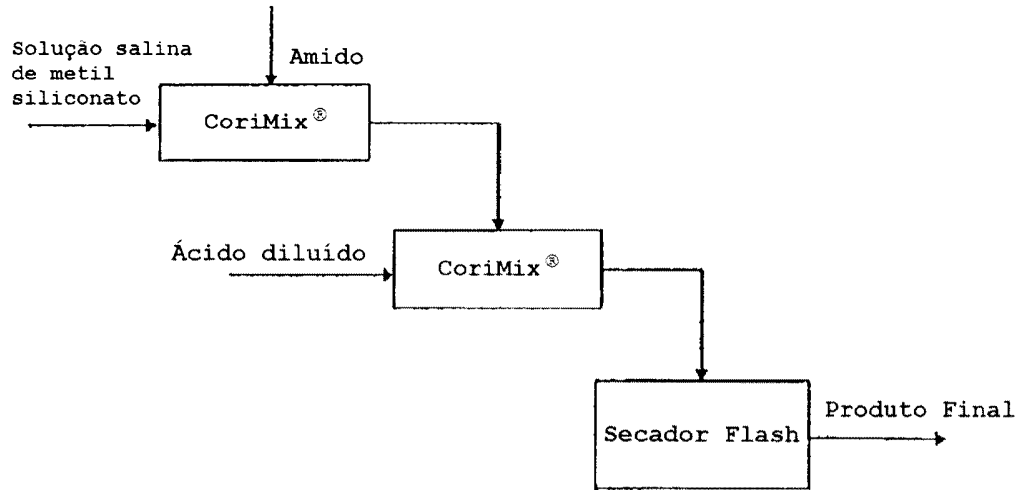 Solução salina
de metil
siliconato
Amido
CoriMix®
Ácido diluído
CoriMix®
Secador Flash
Produto Final